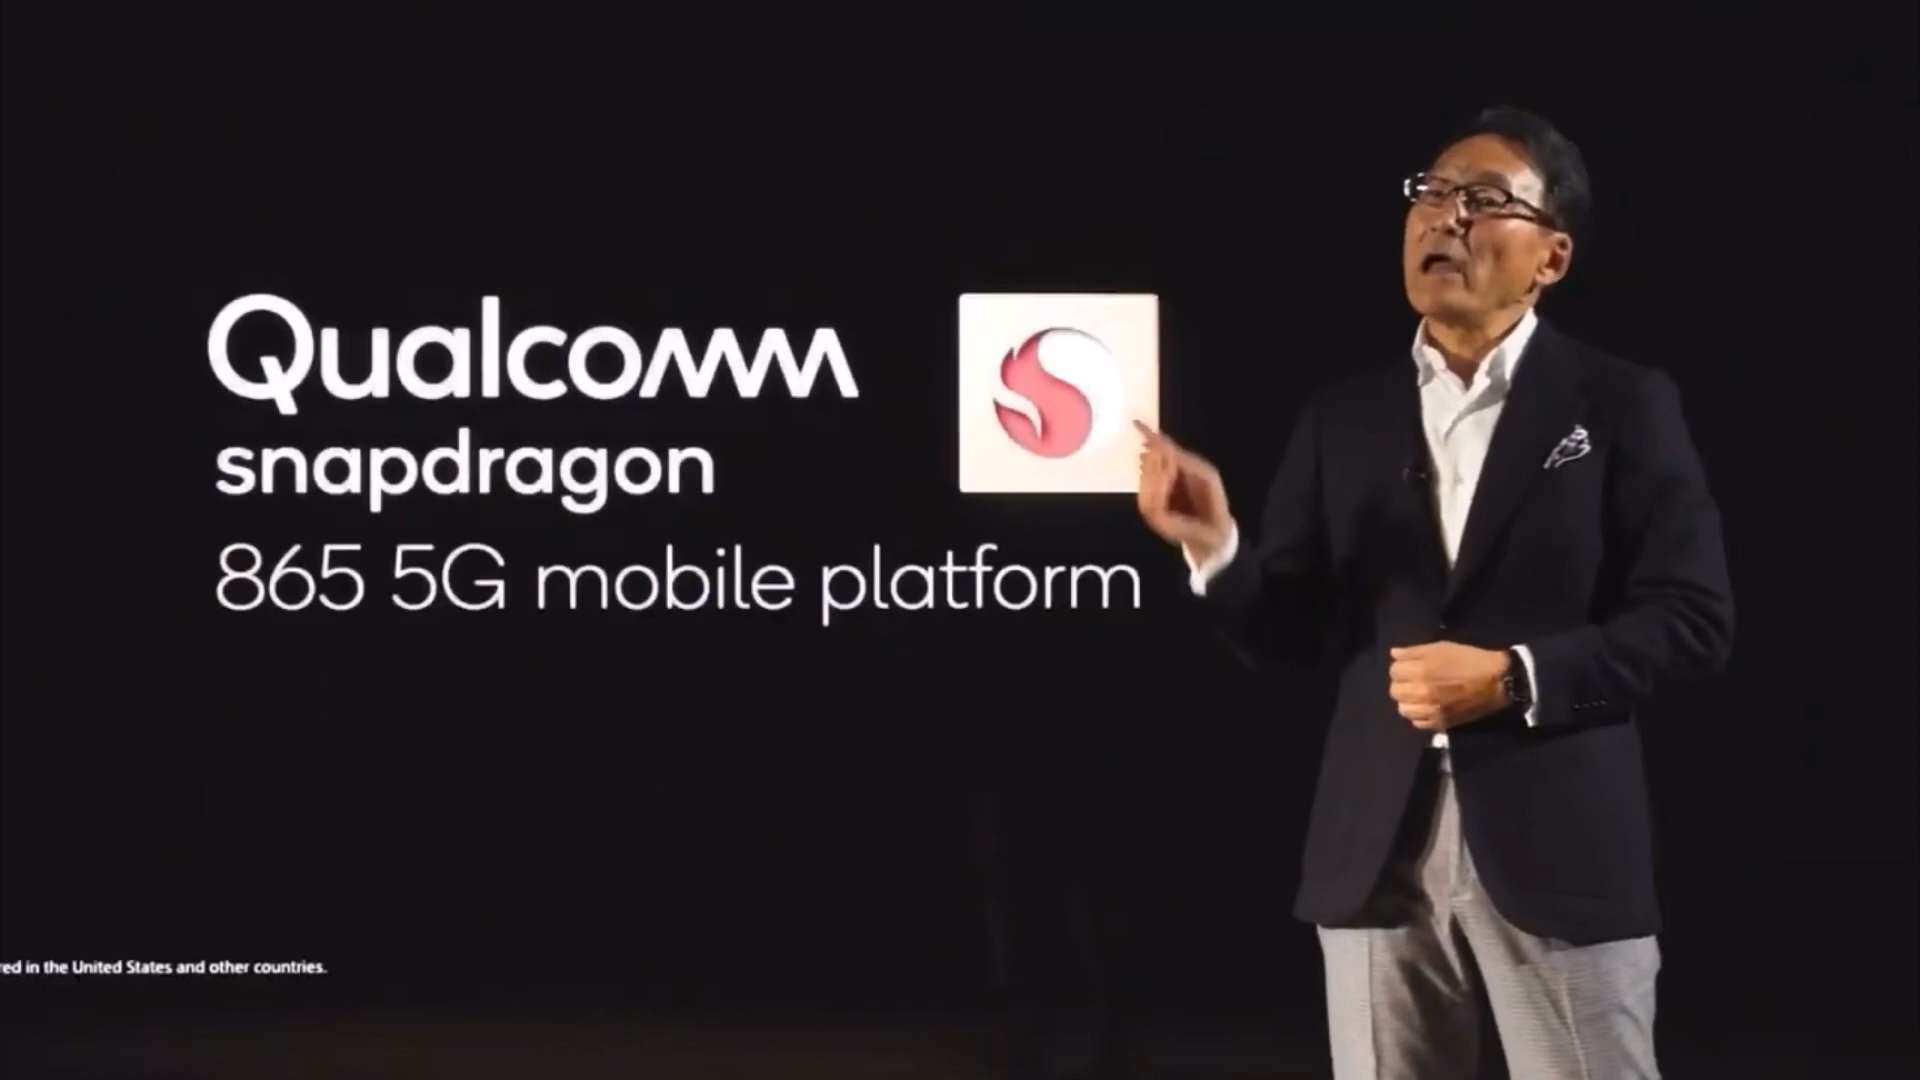 Qualcomm
snapdragon
865 5G mobile platform
red in the United States and other countries.